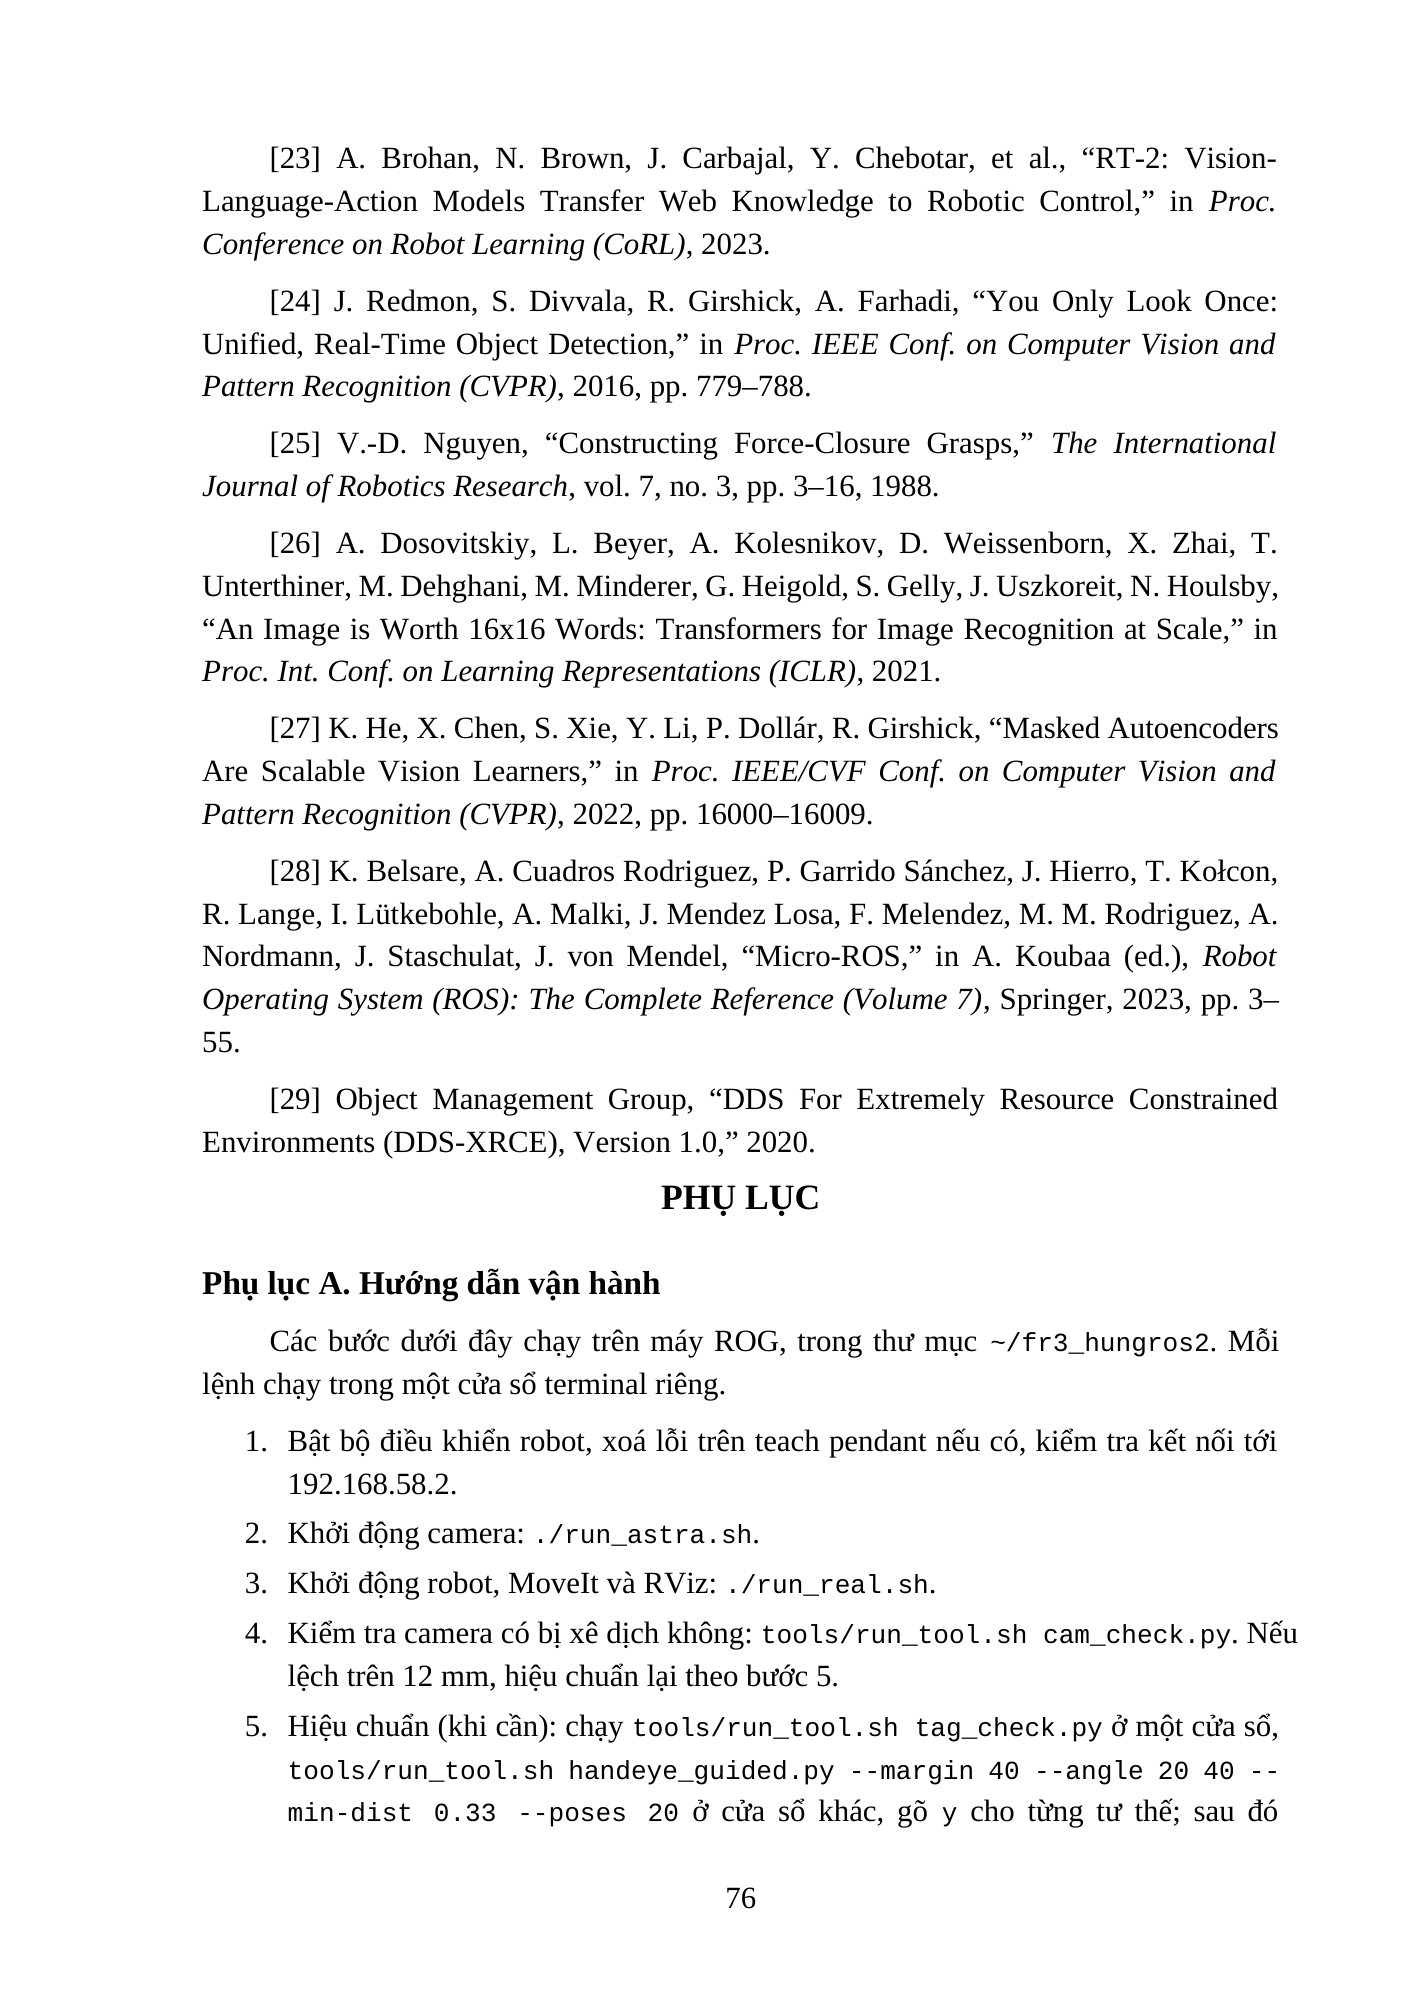 [23] A. Brohan, N. Brown, J. Carbajal, Y. Chebotar, et al., “RT-2: Vision-
Language-Action Models Transfer Web Knowledge to Robotic Control,” in Proc.
Conference on Robot Learning (CoRL), 2023.
[24] J. Redmon, S. Divvala, R. Girshick, A. Farhadi, “You Only Look Once:
Unified, Real-Time Object Detection,” in Proc. IEEE Conf. on Computer Vision and
Pattern Recognition (CVPR), 2016, pp. 779–788.
[25] V.-D. Nguyen, “Constructing Force-Closure Grasps,” The International
Journal of Robotics Research, vol. 7, no. 3, pp. 3–16, 1988.
[26] A. Dosovitskiy, L. Beyer, A. Kolesnikov, D. Weissenborn, X. Zhai, T.
Unterthiner, M. Dehghani, M. Minderer, G. Heigold, S. Gelly, J. Uszkoreit, N. Houlsby,
“An Image is Worth 16x16 Words: Transformers for Image Recognition at Scale,” in
Proc. Int. Conf. on Learning Representations (ICLR), 2021.
[27] K. He, X. Chen, S. Xie, Y. Li, P. Dollár, R. Girshick, “Masked Autoencoders
Are Scalable Vision Learners,” in Proc. IEEE/CVF Conf. on Computer Vision and
Pattern Recognition (CVPR), 2022, pp. 16000–16009.
[28] K. Belsare, A. Cuadros Rodriguez, P. Garrido Sánchez, J. Hierro, T. Kołcon,
R. Lange, I. Lütkebohle, A. Malki, J. Mendez Losa, F. Melendez, M. M. Rodriguez, A.
Nordmann, J. Staschulat, J. von Mendel, “Micro-ROS,” in A. Koubaa (ed.), Robot
Operating System (ROS): The Complete Reference (Volume 7), Springer, 2023, pp. 3–
55.
[29] Object Management Group, “DDS For Extremely Resource Constrained
Environments (DDS-XRCE), Version 1.0,” 2020.
PHỤ LỤC
Phụ lục A. Hướng dẫn vận hành
Các bước dưới đây chạy trên máy ROG, trong thư mục ~/fr3_hungros2. Mỗi
lệnh chạy trong một cửa sổ terminal riêng.
1. Bật bộ điều khiển robot, xoá lỗi trên teach pendant nếu có, kiểm tra kết nối tới
192.168.58.2.
2. Khởi động camera: ./run_astra.sh.
3. Khởi động robot, MoveIt và RViz: ./run_real.sh.
4. Kiểm tra camera có bị xê dịch không: tools/run_tool.sh cam_check.py. Nếu
lệch trên 12 mm, hiệu chuẩn lại theo bước 5.
5. Hiệu chuẩn (khi cần): chạy tools/run_tool.sh tag_check.py ở một cửa sổ,
tools/run_tool.sh handeye_guided.py --margin 40 --angle 20 40 --
min-dist 0.33 --poses 20 ở cửa sổ khác, gõ y cho từng tư thế; sau đó
76